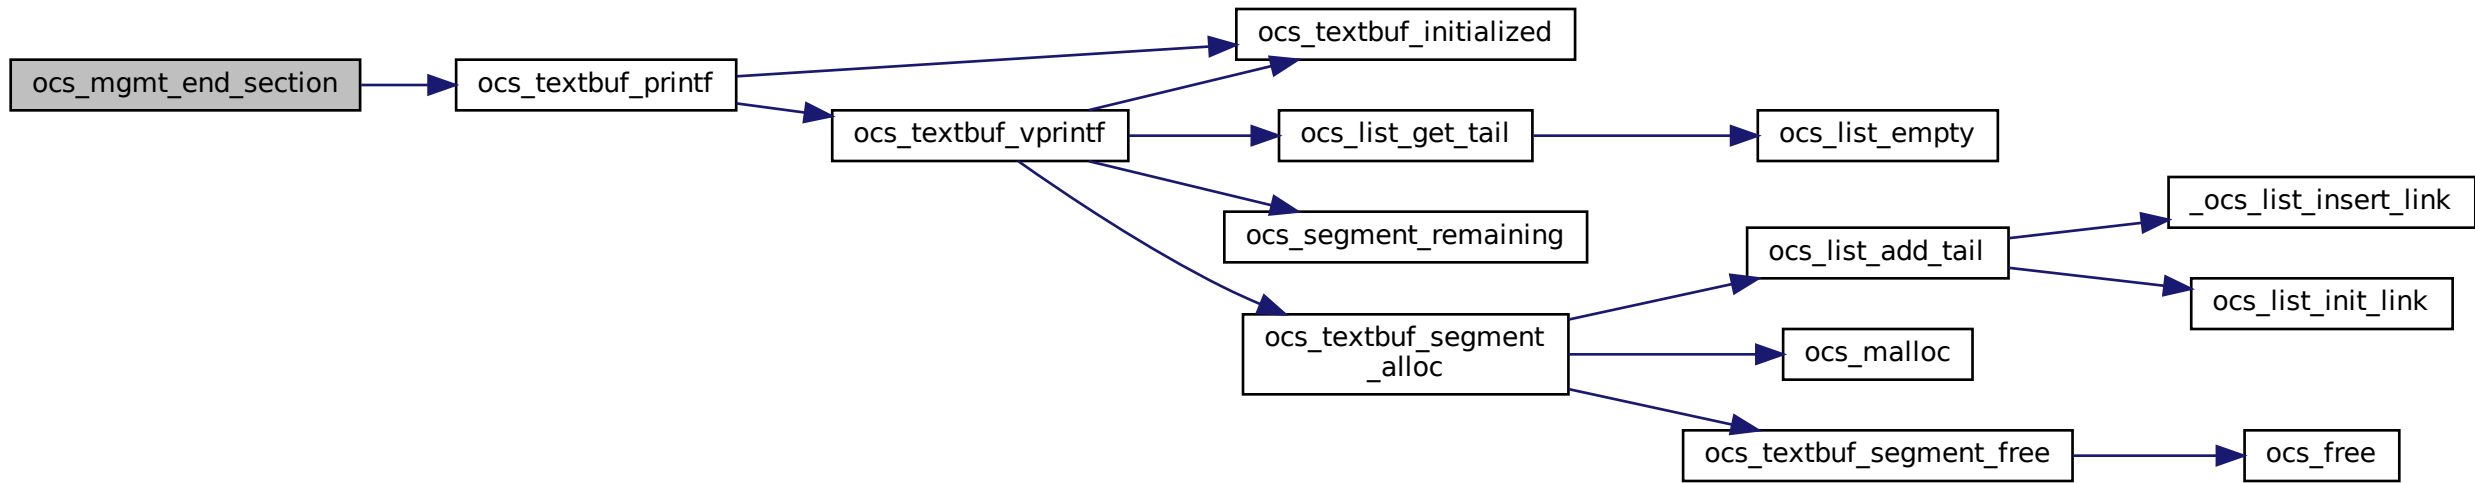 ocs_mgmt_end_section
ocs_textbuf_printf
ocs_textbuf_initialized
ocs_textbuf_vprintf
ocs_list_get_tail
ocs_list_empty
ocs_segment_remaining
ocs_textbuf_segment
_alloc
ocs_list_add_tail
_ocs_list_insert_link
ocs_list_init_link
ocs_malloc
ocs_textbuf_segment_free
ocs_free